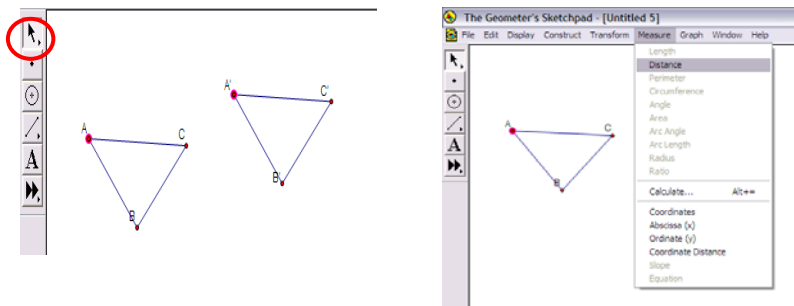 A
C
B
A'
C'
B'
A
The Geometer's Sketchpad - [Untitled 5]
File Edit Display Construct Transform Measure Graph Window Help
Length
Distance
Perimeter
Circumference
Angle
Area
Arc Angle
Arc Length
Radius
Ratio
Calculate... Alt+=
Coordinates
Abscissa (x)
Ordinate (y)
Coordinate Distance
Slope
Equation
A
C
B
A